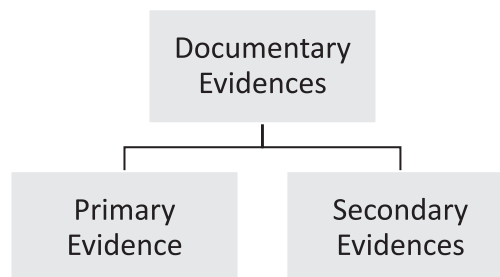 Documentary
Evidences
Primary
Evidence
Secondary
Evidences